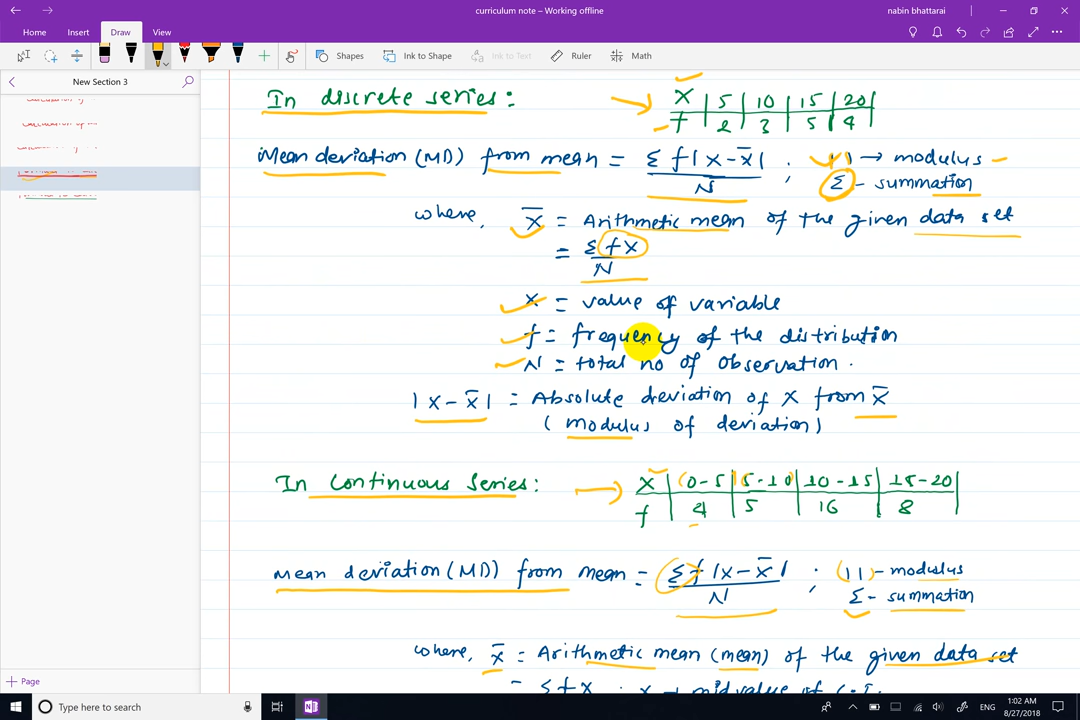 curriculum note – Working offline
nabin bhattarai
Home Insert Draw View
Shapes Ink to Shape Ink to Text Ruler Math
New Section 3
In discrete series: → X | 5 | 10 | 15 | 20
f | 2 | 3 | 5 | 4
Mean deviation (MD) from mean = Σ f|X-X̄| / N ; | | → modulus
Σ - summation
where, X̄ = Arithmetic mean of the given data set
= Σ fX / N
X = value of variable
f = frequency of the distribution
N = total no of observation.
|X-X̄| = Absolute deviation of X from X̄
(modulus of deviation)
In continuous series: → X | 0-5 | 5-10 | 10-15 | 15-20
f | 4 | 5 | 16 | 8
Mean deviation (MD) from mean = Σ f|X-X̄| / N ; | | - modulus
Σ - summation
where, X̄ = Arithmetic mean (mean) of the given data set
= Σ fX . X → mid value of C.I.
+ Page
Type here to search
ENG
1:02 AM
8/27/2018